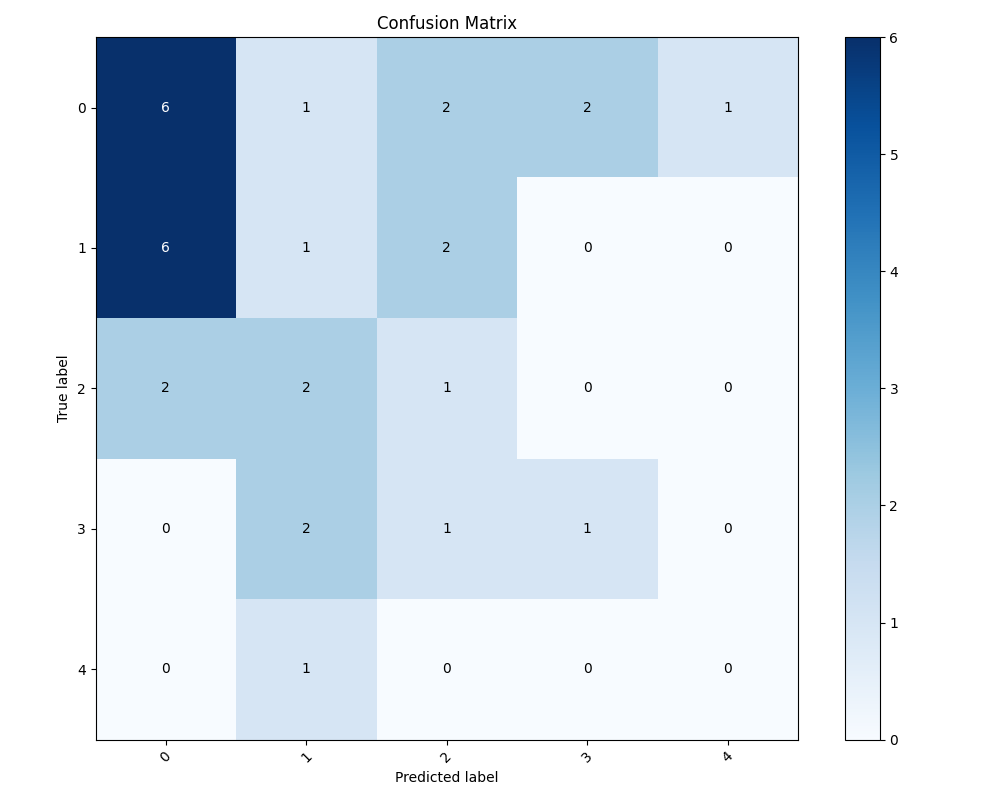 Confusion Matrix
0 6 1 2 2 1
1 6 1 2 0 0
2 2 2 1 0 0
3 0 2 1 1 0
4 0 1 0 0 0
0 1 2 3 4
True label
Predicted label
6
5
4
3
2
1
0